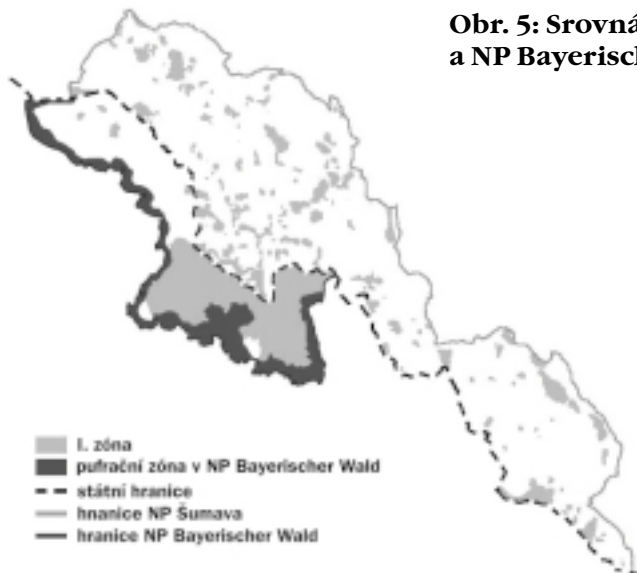 Obr. 5: Srovná
a NP Bayerisch
I. zóna
pufrační zóna v NP Bayerischer Wald
státní hranice
hnanice NP Šumava
hranice NP Bayerischer Wald